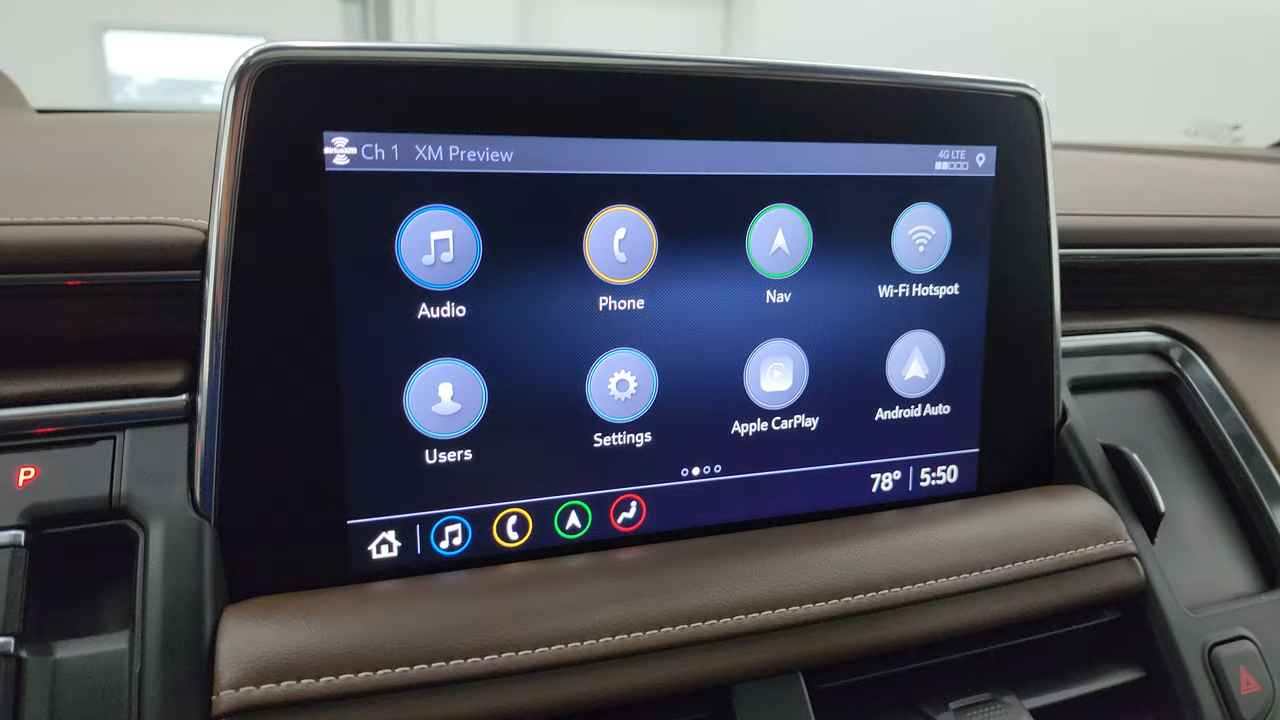 SiriusXM Ch 1 XM Preview
4G LTE
Audio Phone Nav Wi-Fi Hotspot
Users Settings Apple CarPlay Android Auto
78° 5:50
P